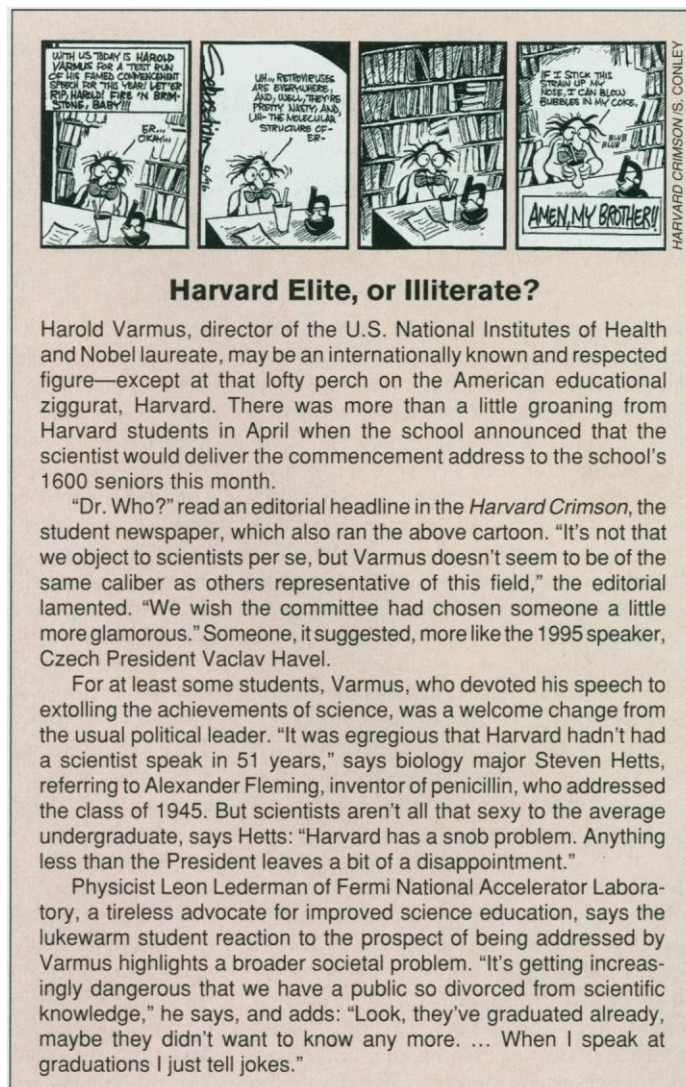 WITH US TODAY IS HAROLD
VARMUS FOR A TEST RUN
OF HIS FAMED COMMENCEMENT
SPEECH FOR THIS YEAR! LET 'ER
RIP, HAROLD! FIRE 'N BRIM-
STONE, BABY!!!
ER...
OKAY...
UH... RETROVIRUSES
ARE EVERYWHERE,
AND, WELL, THEY'RE
PRETTY NASTY, AND,
UH- THE MOLECULAR
STRUCTURE OF-
ER-
IF I STICK THIS
STRAW UP MY
NOSE, I CAN BLOW
BUBBLES IN MY COKE.
BLUB
BLUB
AMEN, MY BROTHER!!
HARVARD CRIMSON/S. CONLEY
Harvard Elite, or Illiterate?
Harold Varmus, director of the U.S. National Institutes of Health
and Nobel laureate, may be an internationally known and respected
figure—except at that lofty perch on the American educational
ziggurat, Harvard. There was more than a little groaning from
Harvard students in April when the school announced that the
scientist would deliver the commencement address to the school's
1600 seniors this month.
"Dr. Who?" read an editorial headline in the Harvard Crimson, the
student newspaper, which also ran the above cartoon. "It's not that
we object to scientists per se, but Varmus doesn't seem to be of the
same caliber as others representative of this field," the editorial
lamented. "We wish the committee had chosen someone a little
more glamorous." Someone, it suggested, more like the 1995 speaker,
Czech President Vaclav Havel.
For at least some students, Varmus, who devoted his speech to
extolling the achievements of science, was a welcome change from
the usual political leader. "It was egregious that Harvard hadn't had
a scientist speak in 51 years," says biology major Steven Hetts,
referring to Alexander Fleming, inventor of penicillin, who addressed
the class of 1945. But scientists aren't all that sexy to the average
undergraduate, says Hetts: "Harvard has a snob problem. Anything
less than the President leaves a bit of a disappointment."
Physicist Leon Lederman of Fermi National Accelerator Labora-
tory, a tireless advocate for improved science education, says the
lukewarm student reaction to the prospect of being addressed by
Varmus highlights a broader societal problem. "It's getting increas-
ingly dangerous that we have a public so divorced from scientific
knowledge," he says, and adds: "Look, they've graduated already,
maybe they didn't want to know any more. ... When I speak at
graduations I just tell jokes."